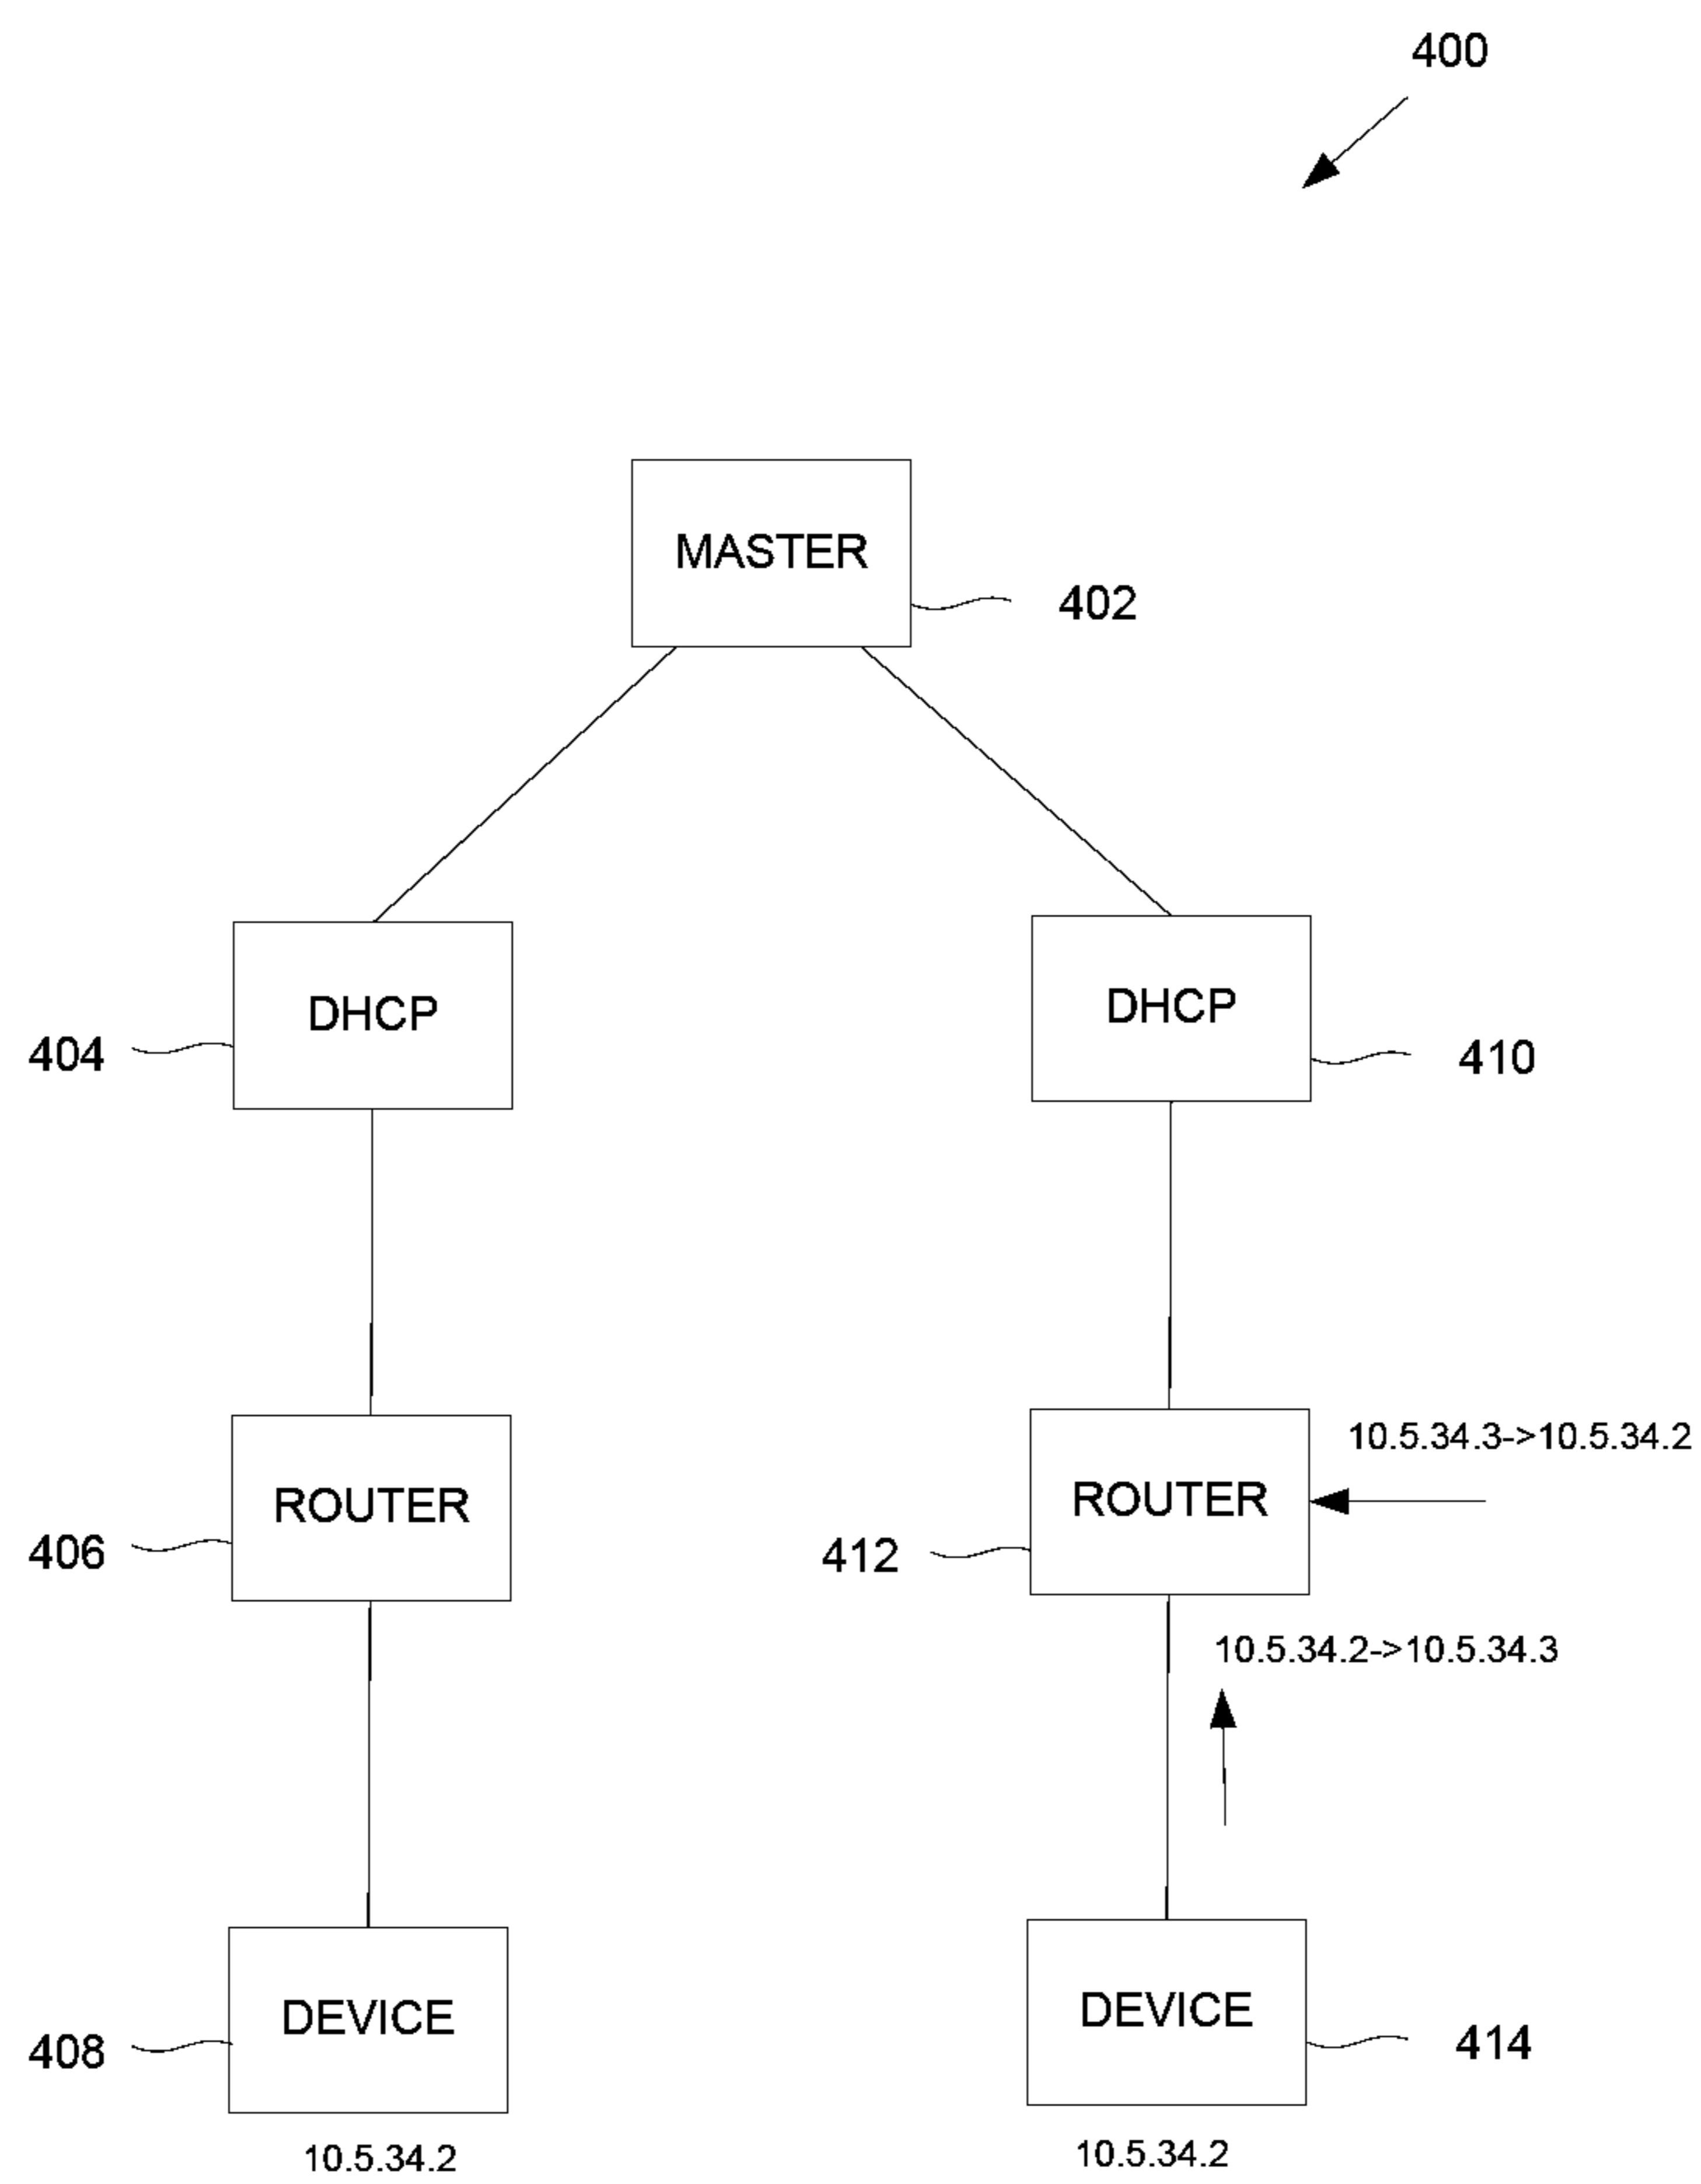 400
MASTER
402
DHCP
404
DHCP
410
ROUTER
406
ROUTER
412
10.5.34.3->10.5.34.2
10.5.34.2->10.5.34.3
DEVICE
408
10.5.34.2
DEVICE
414
10.5.34.2